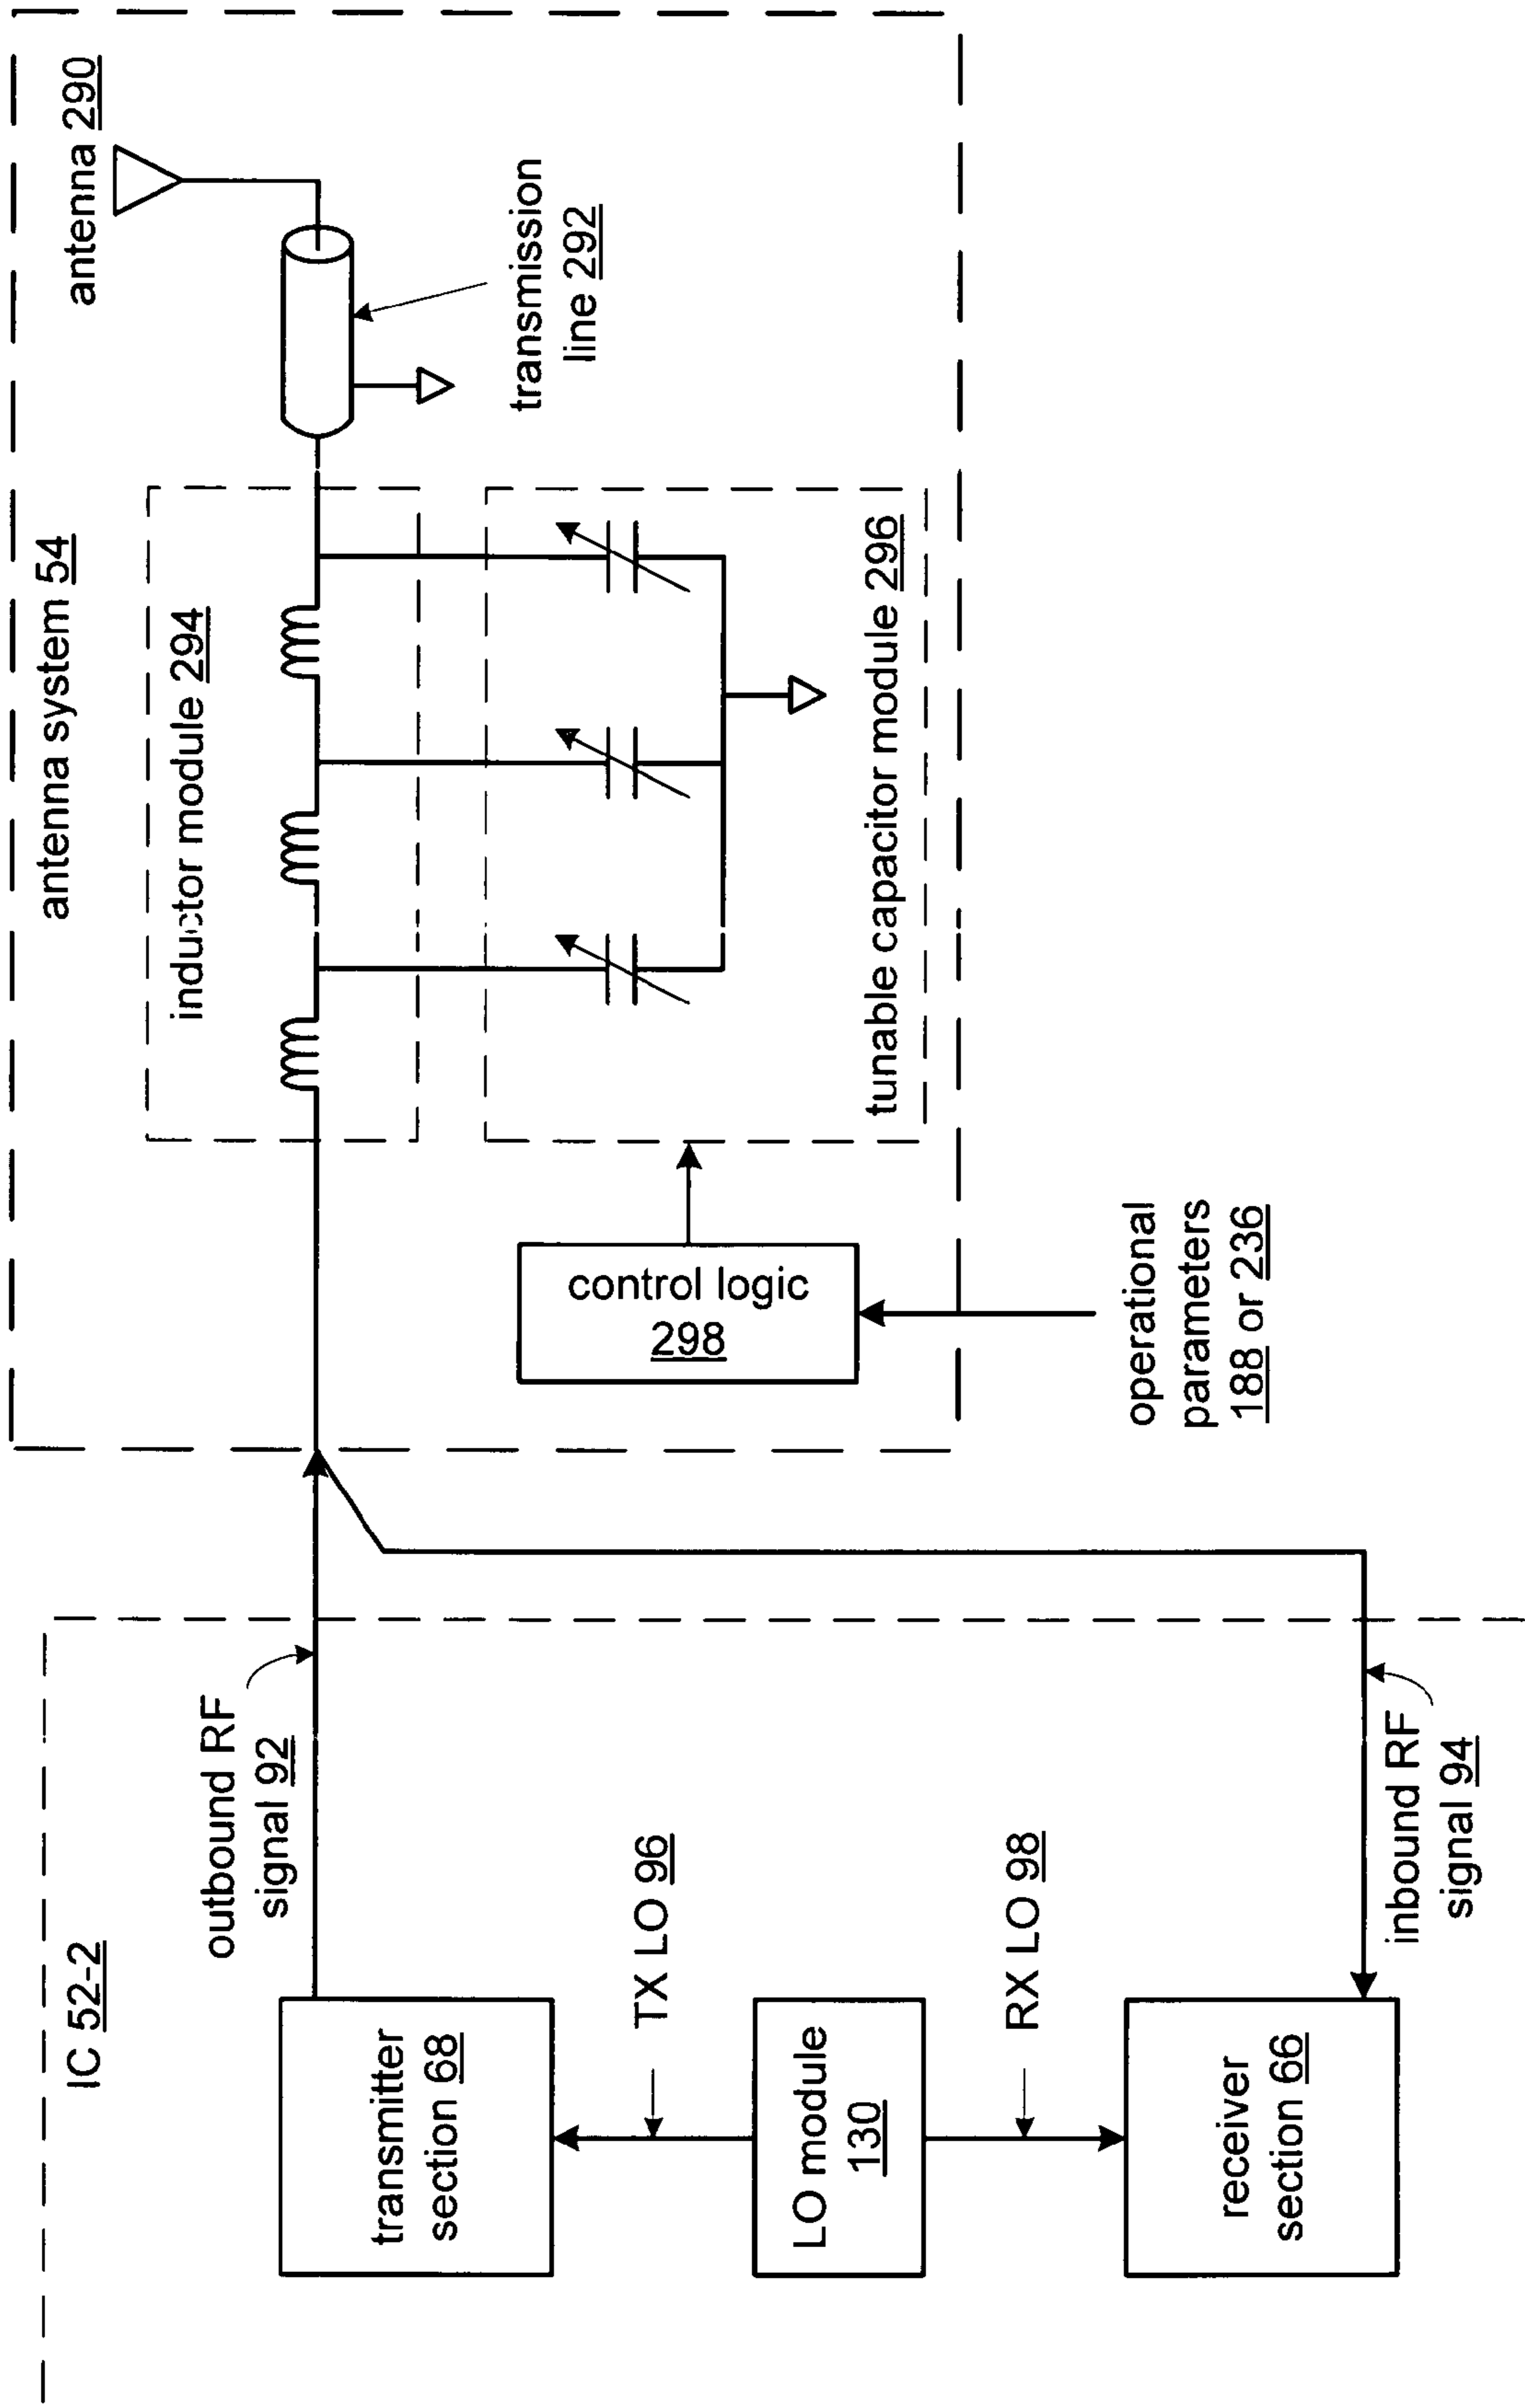 IC 52-2
outbound RF
signal 92
transmitter
section 68
TX LO 96
LO module
130
RX LO 98
receiver
section 66
inbound RF
signal 94
antenna system 54
antenna 290
inductor module 294
transmission
line 292
tunable capacitor module 296
control logic
298
operational
parameters
188 or 236